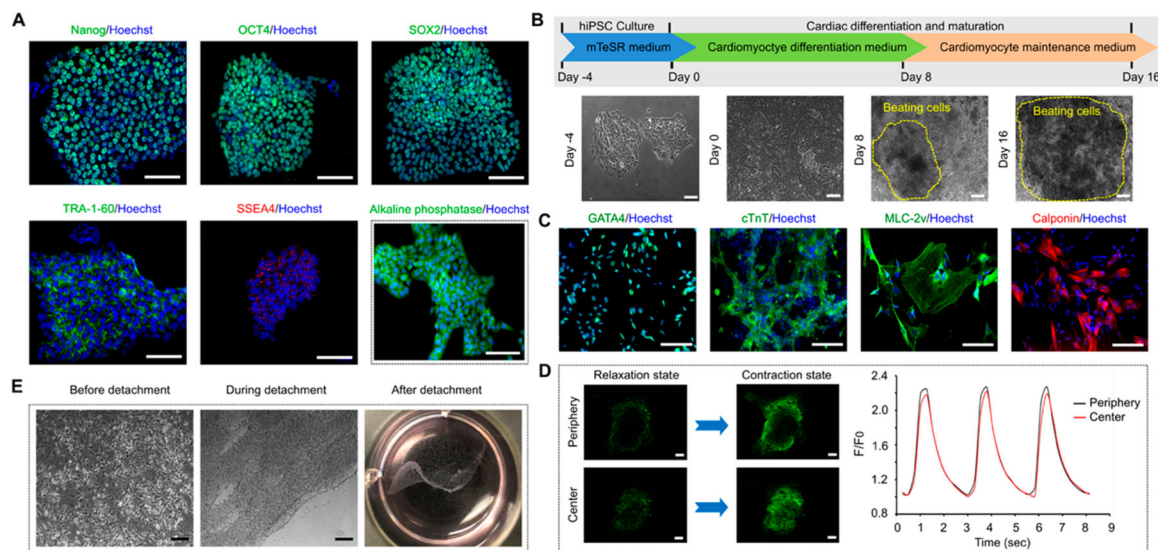 A
Nanog/Hoechst
OCT4/Hoechst
SOX2/Hoechst
TRA-1-60/Hoechst
SSEA4/Hoechst
Alkaline phosphatase/Hoechst
B
hiPSC Culture
Cardiac differentiation and maturation
mTeSR medium
Cardiomyoctye differentiation medium
Cardiomyocyte maintenance medium
Day -4
Day 0
Day 8
Day 16
Day -4
Day 0
Day 8
Beating cells
Day 16
Beating cells
C
GATA4/Hoechst
cTnT/Hoechst
MLC-2v/Hoechst
Calponin/Hoechst
D
Relaxation state
Contraction state
Periphery
Center
2.4
2.0
1.6
1.2
0.8
F/F0
Periphery
Center
0 1 2 3 4 5 6 7 8 9
Time (sec)
E
Before detachment
During detachment
After detachment